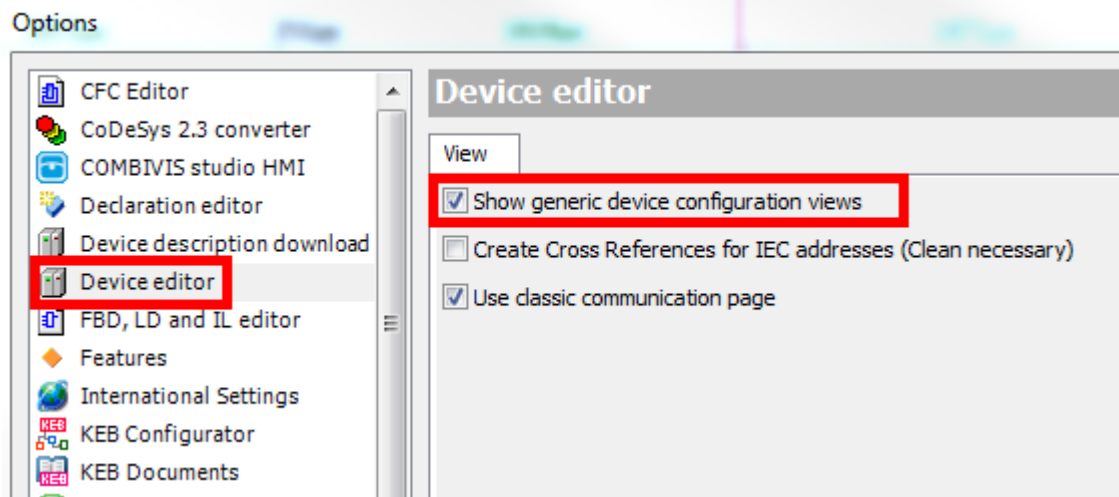 Options
CFC Editor
CoDeSys 2.3 converter
COMBIVIS studio HMI
Declaration editor
Device description download
Device editor
FBD, LD and IL editor
Features
International Settings
KEB Configurator
KEB Documents
Device editor
View
Show generic device configuration views
Create Cross References for IEC addresses (Clean necessary)
Use classic communication page